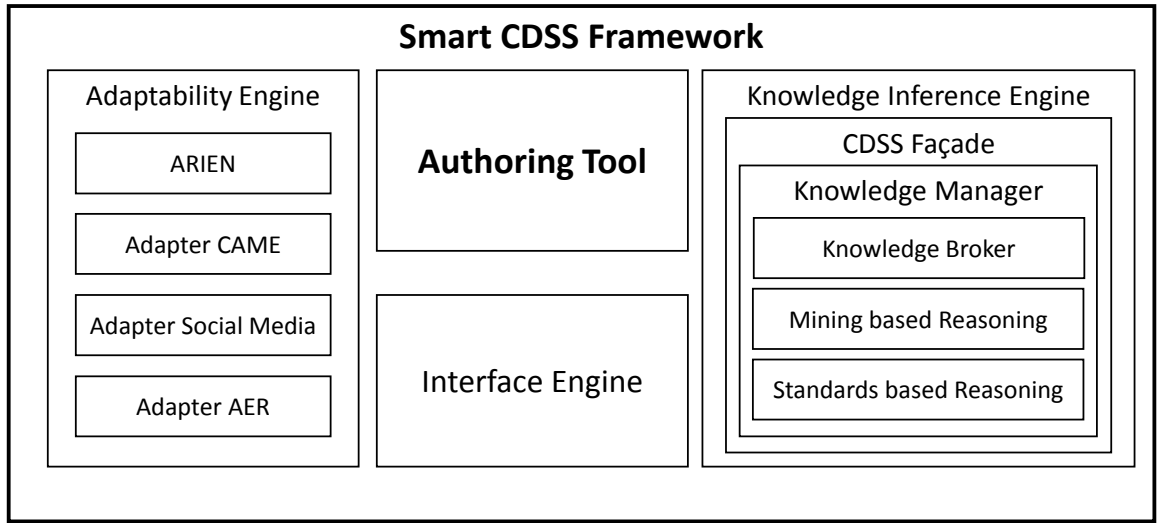 Smart CDSS Framework
Adaptability Engine
ARIEN
Adapter CAME
Adapter Social Media
Adapter AER
Authoring Tool
Interface Engine
Knowledge Inference Engine
CDSS Façade
Knowledge Manager
Knowledge Broker
Mining based Reasoning
Standards based Reasoning